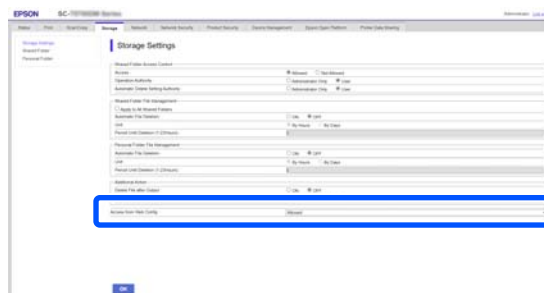 EPSON SC-
Administrator
Status Print Scan/Copy Storage Network Network Security Product Security Device Management Epson Open Platform Printer Data Sharing
Storage Settings
Shared Folder
Personal Folder
Storage Settings
Shared Folder Access Control
Access Allowed Not Allowed
Operation Authority Administrator Only User
Automatic Delete Setting Authority Administrator Only User
Shared Folder File Management
Apply to All Shared Folders
Automatic File Deletion On Off
Unit By Hours By Days
Period Until Deletion (1-23hours)
Personal Folder File Management
Automatic File Deletion On Off
Unit By Hours By Days
Period Until Deletion (1-23hours)
Additional Action
Delete File after Output On Off
Access from Web Config Allowed
OK